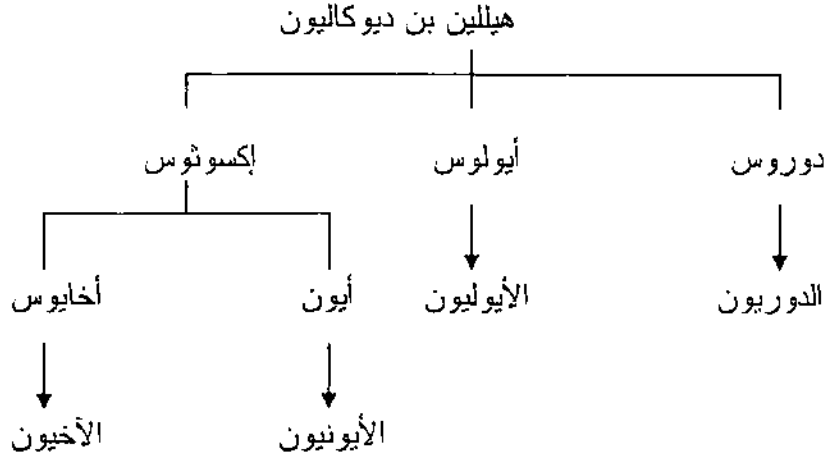 هيللين بن ديوكاليون
دوروس أيولوس إكسوثوس
الدوريون الأيوليون أيون أخايوس
الأيونيون الآخيون